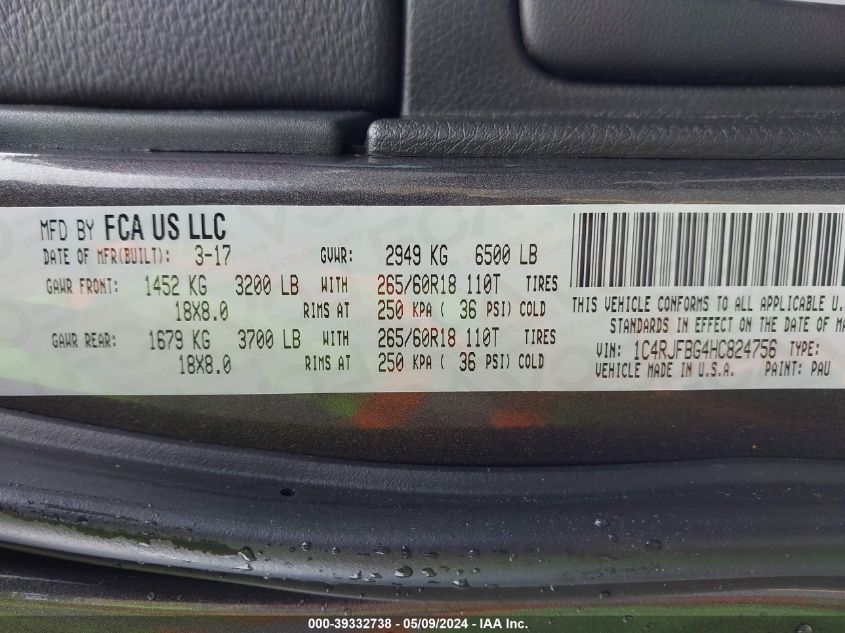 MFD BY FCA US LLC
DATE OF MFR(BUILT): 3-17 GVWR: 2949 KG 6500 LB
GAWR FRONT: 1452 KG 3200 LB WITH 265/60R18 110T TIRES
18X8.0 RIMS AT 250 KPA ( 36 PSI) COLD
GAWR REAR: 1679 KG 3700 LB WITH 265/60R18 110T TIRES
18X8.0 RIMS AT 250 KPA ( 36 PSI) COLD
THIS VEHICLE CONFORMS TO ALL APPLICABLE U.
STANDARDS IN EFFECT ON THE DATE OF MA
VIN: 1C4RJFBG4HC824756 TYPE:
VEHICLE MADE IN U.S.A. PAINT: PAU
000-39332738 - 05/09/2024 - IAA, Inc.